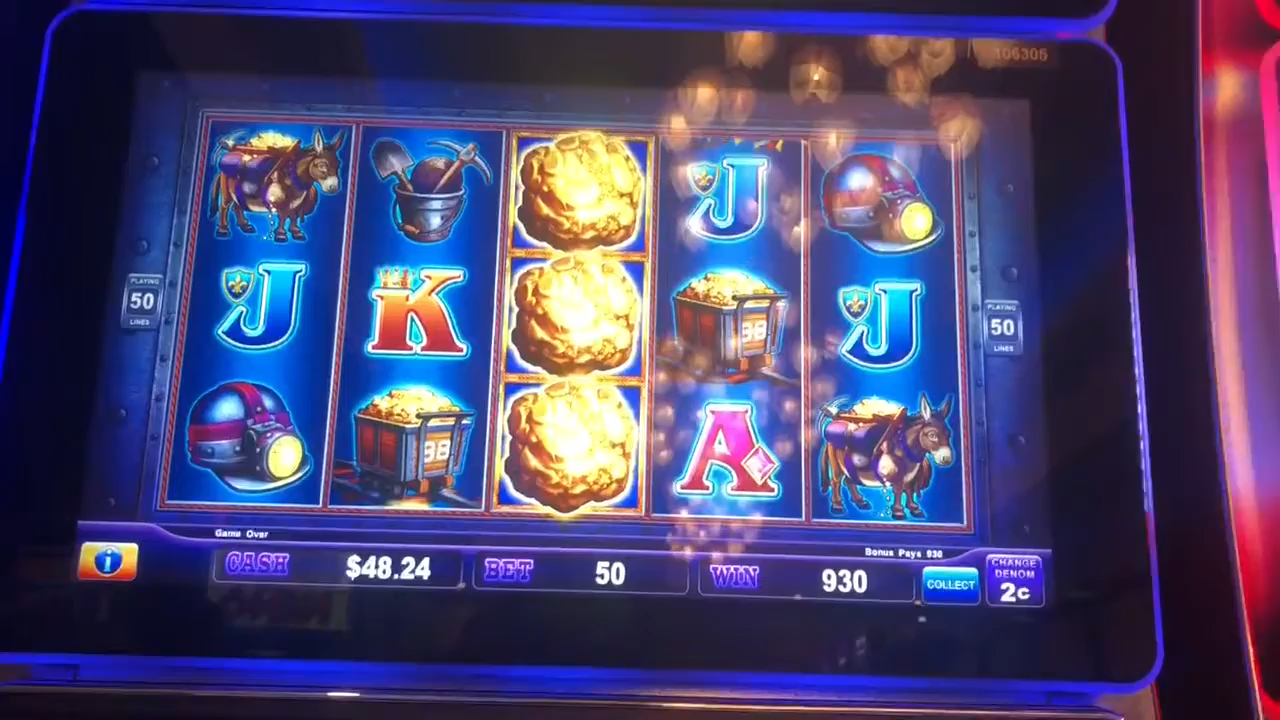 106305
J
PLAYING
50
LINES
J
K
98
J
PLAYING
50
LINES
98
A
Game Over
Bonus Pays 930
CASH $48.24
BET 50
WIN 930
COLLECT
CHANGE
DENOM
2¢
i